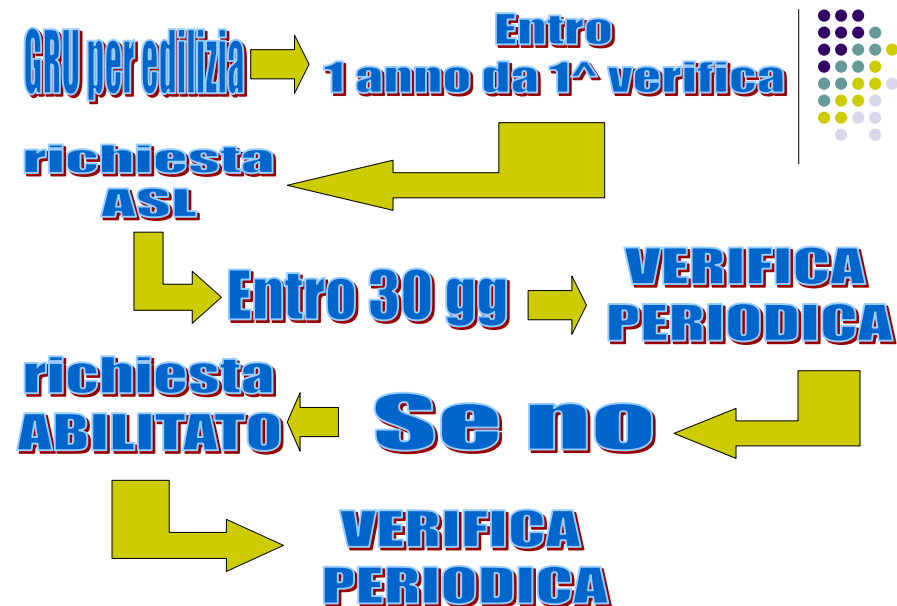 GRU per edilizia
Entro
1 anno da 1^ verifica
richiesta
ASL
Entro 30 gg
VERIFICA
PERIODICA
Se no
richiesta
ABILITATO
VERIFICA
PERIODICA